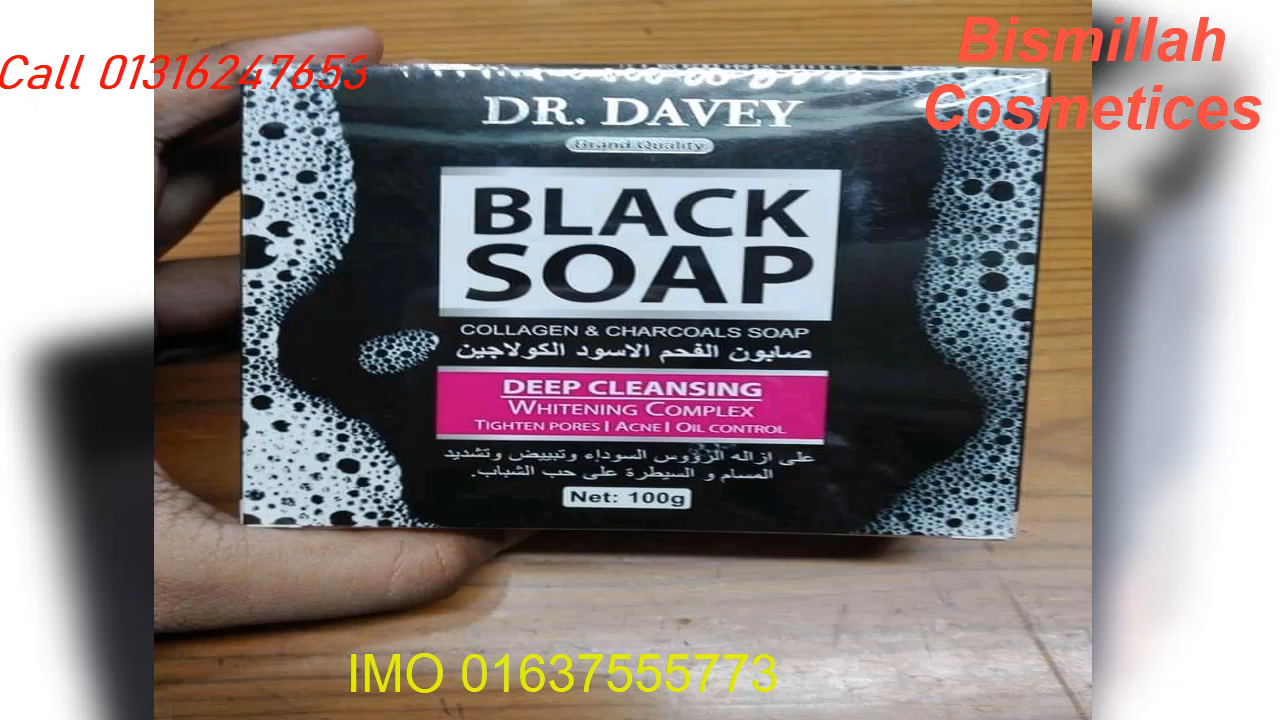 Bismillah
Cosmetices
Call 01316247653
DR. DAVEY
Brand Quality
BLACK
SOAP
COLLAGEN & CHARCOALS SOAP
صابون الفحم الاسود الكولاجين
DEEP CLEANSING
WHITENING COMPLEX
TIGHTEN PORES | ACNE | OIL CONTROL
على ازاله الرؤوس السوداء وتبييض وتشديد
المسام و السيطرة على حب الشباب.
Net: 100g
IMO 01637555773